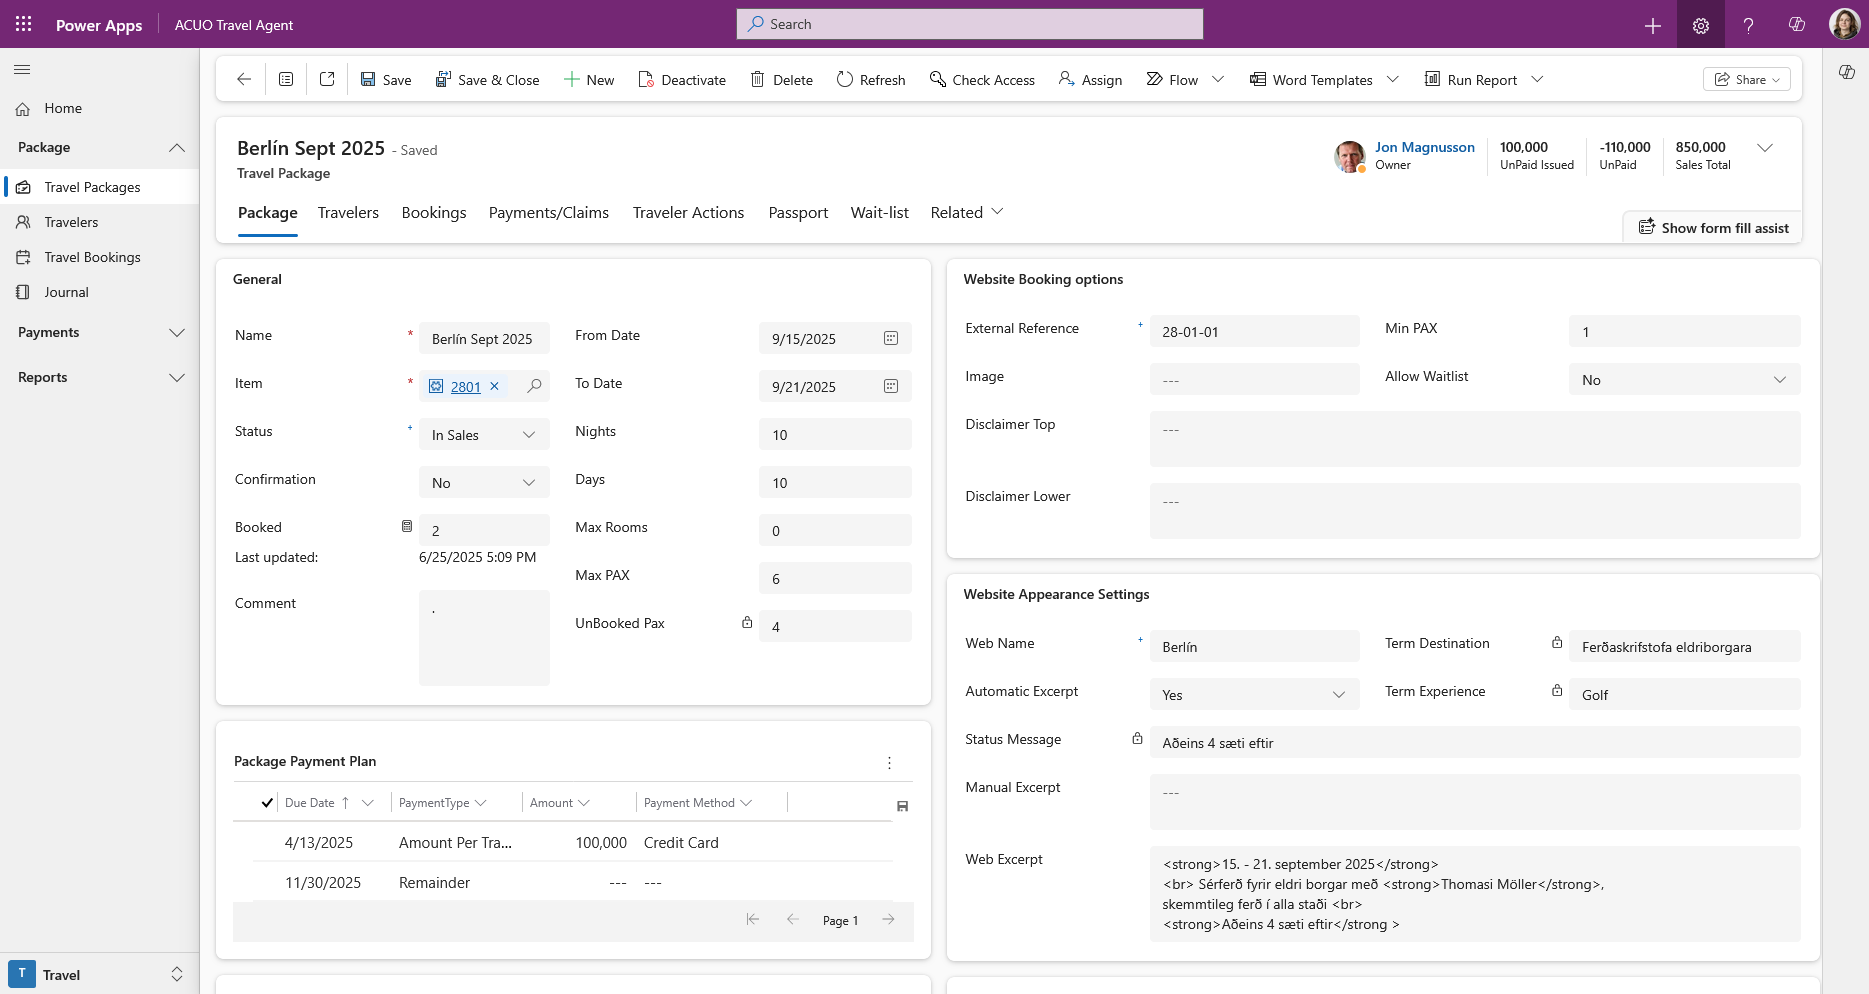 Power Apps
ACUO Travel Agent
Search
Save
Save & Close
New
Deactivate
Delete
Refresh
Check Access
Assign
Flow
Word Templates
Run Report
Share
Home
Package
Travel Packages
Travelers
Travel Bookings
Journal
Payments
Reports
T Travel
Berlín Sept 2025 - Saved
Travel Package
Jon Magnusson
Owner
100,000
UnPaid Issued
-110,000
UnPaid
850,000
Sales Total
Package Travelers Bookings Payments/Claims Traveler Actions Passport Wait-list Related
Show form fill assist
General
Name * Berlín Sept 2025
Item * 2801
Status + In Sales
Confirmation No
Booked 2
Last updated: 6/25/2025 5:09 PM
Comment .
From Date 9/15/2025
To Date 9/21/2025
Nights 10
Days 10
Max Rooms 0
Max PAX 6
UnBooked Pax 4
Package Payment Plan
Due Date PaymentType Amount Payment Method
4/13/2025 Amount Per Tra... 100,000 Credit Card
11/30/2025 Remainder --- ---
Page 1
Website Booking options
External Reference + 28-01-01
Min PAX 1
Image ---
Allow Waitlist No
Disclaimer Top ---
Disclaimer Lower ---
Website Appearance Settings
Web Name + Berlín
Term Destination Ferðaskrifstofa eldriborgara
Automatic Excerpt Yes
Term Experience Golf
Status Message Aðeins 4 sæti eftir
Manual Excerpt ---
Web Excerpt
<strong>15. - 21. september 2025</strong>
<br> Sérferð fyrir eldri borgar með <strong>Thomasi Möller</strong>,
skemmtileg ferð í alla staði <br>
<strong>Aðeins 4 sæti eftir</strong >